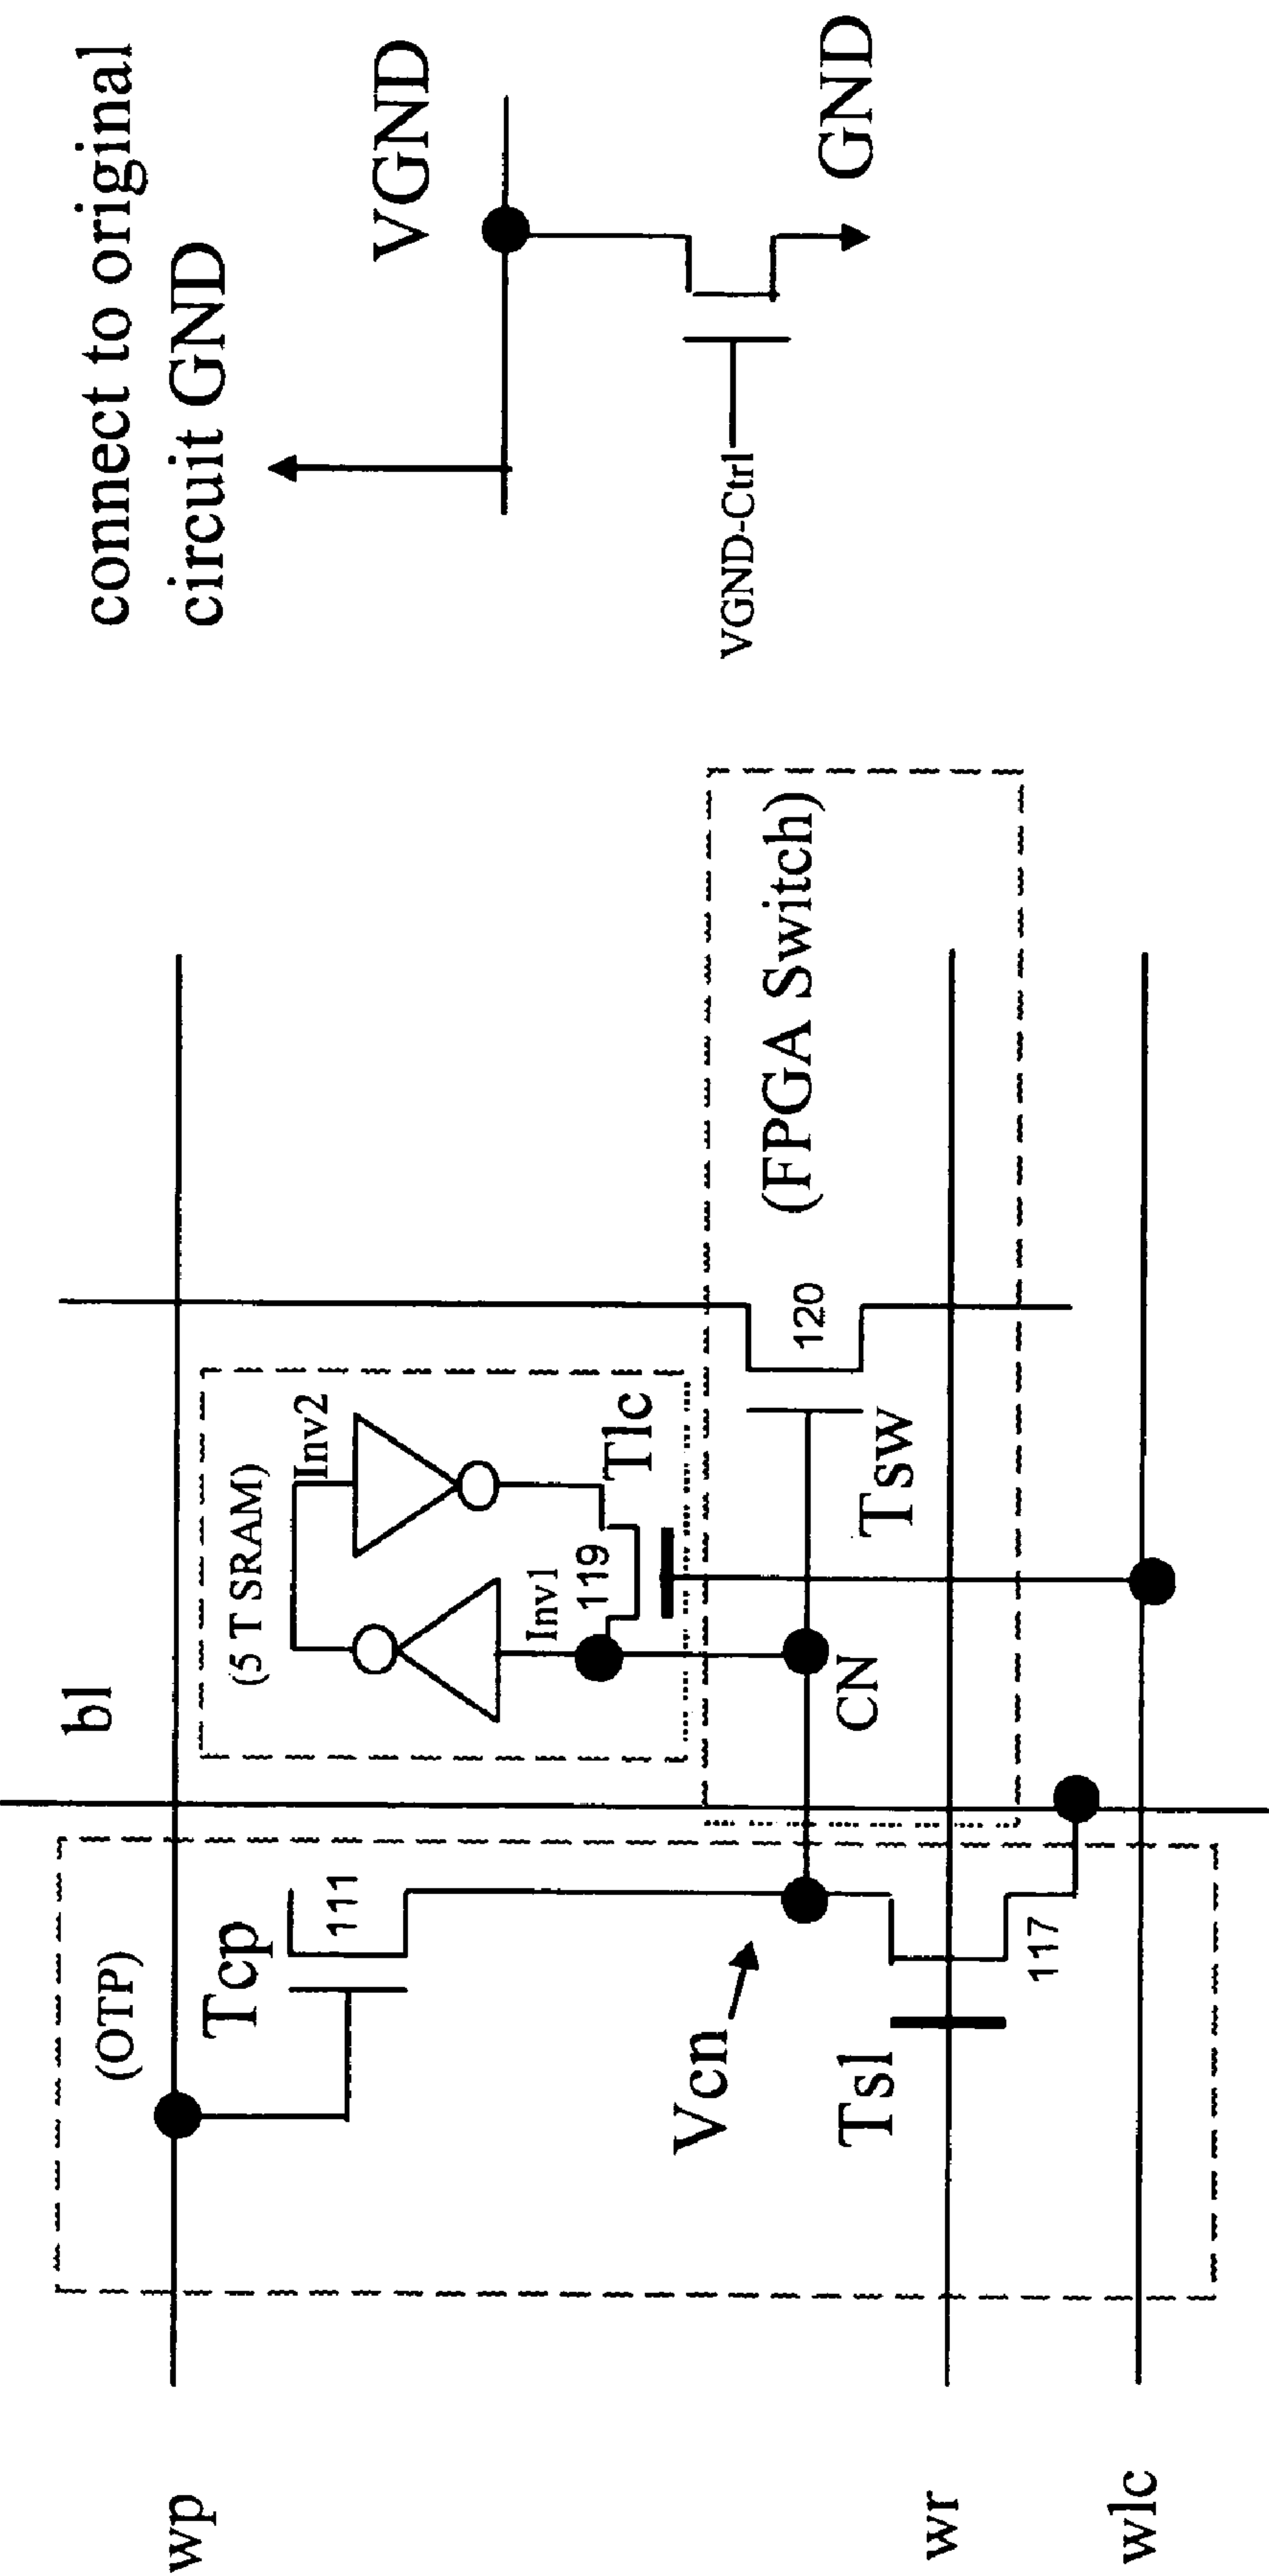 connect to original
circuit GND
VGND
GND
VGND-Ctrl
bl
(OTP)
Tcp
111
(5 T SRAM)
Inv2
Inv1
119
Tlc
(FPGA Switch)
120
Tsw
CN
Vcn
Tsl
117
wp
wr
wlc